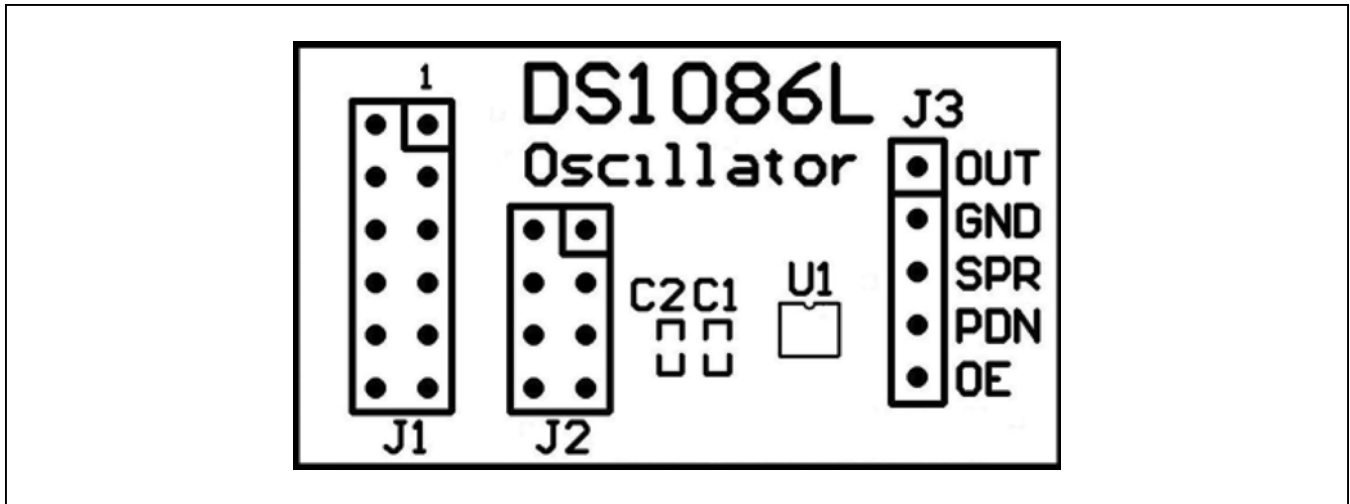 1
DS1086L
Oscillator
J3
OUT
GND
SPR
PDN
OE
C2 C1
U1
J1
J2